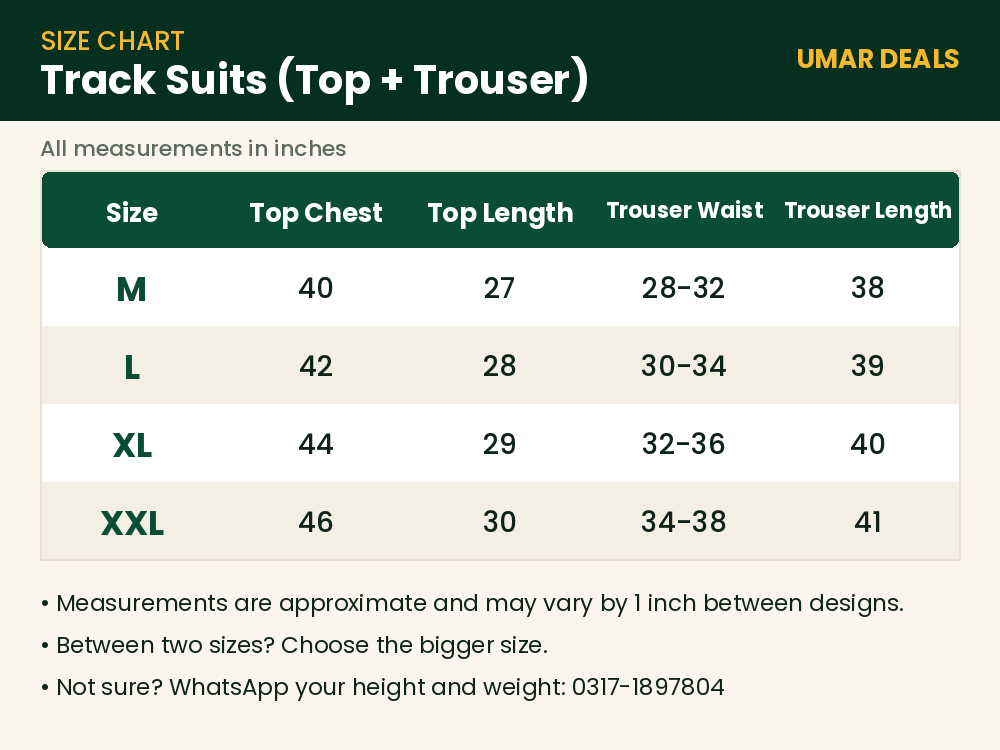 SIZE CHART
Track Suits (Top + Trouser)
UMAR DEALS
All measurements in inches
Size Top Chest Top Length Trouser Waist Trouser Length
M 40 27 28-32 38
L 42 28 30-34 39
XL 44 29 32-36 40
XXL 46 30 34-38 41
• Measurements are approximate and may vary by 1 inch between designs.
• Between two sizes? Choose the bigger size.
• Not sure? WhatsApp your height and weight: 0317-1897804